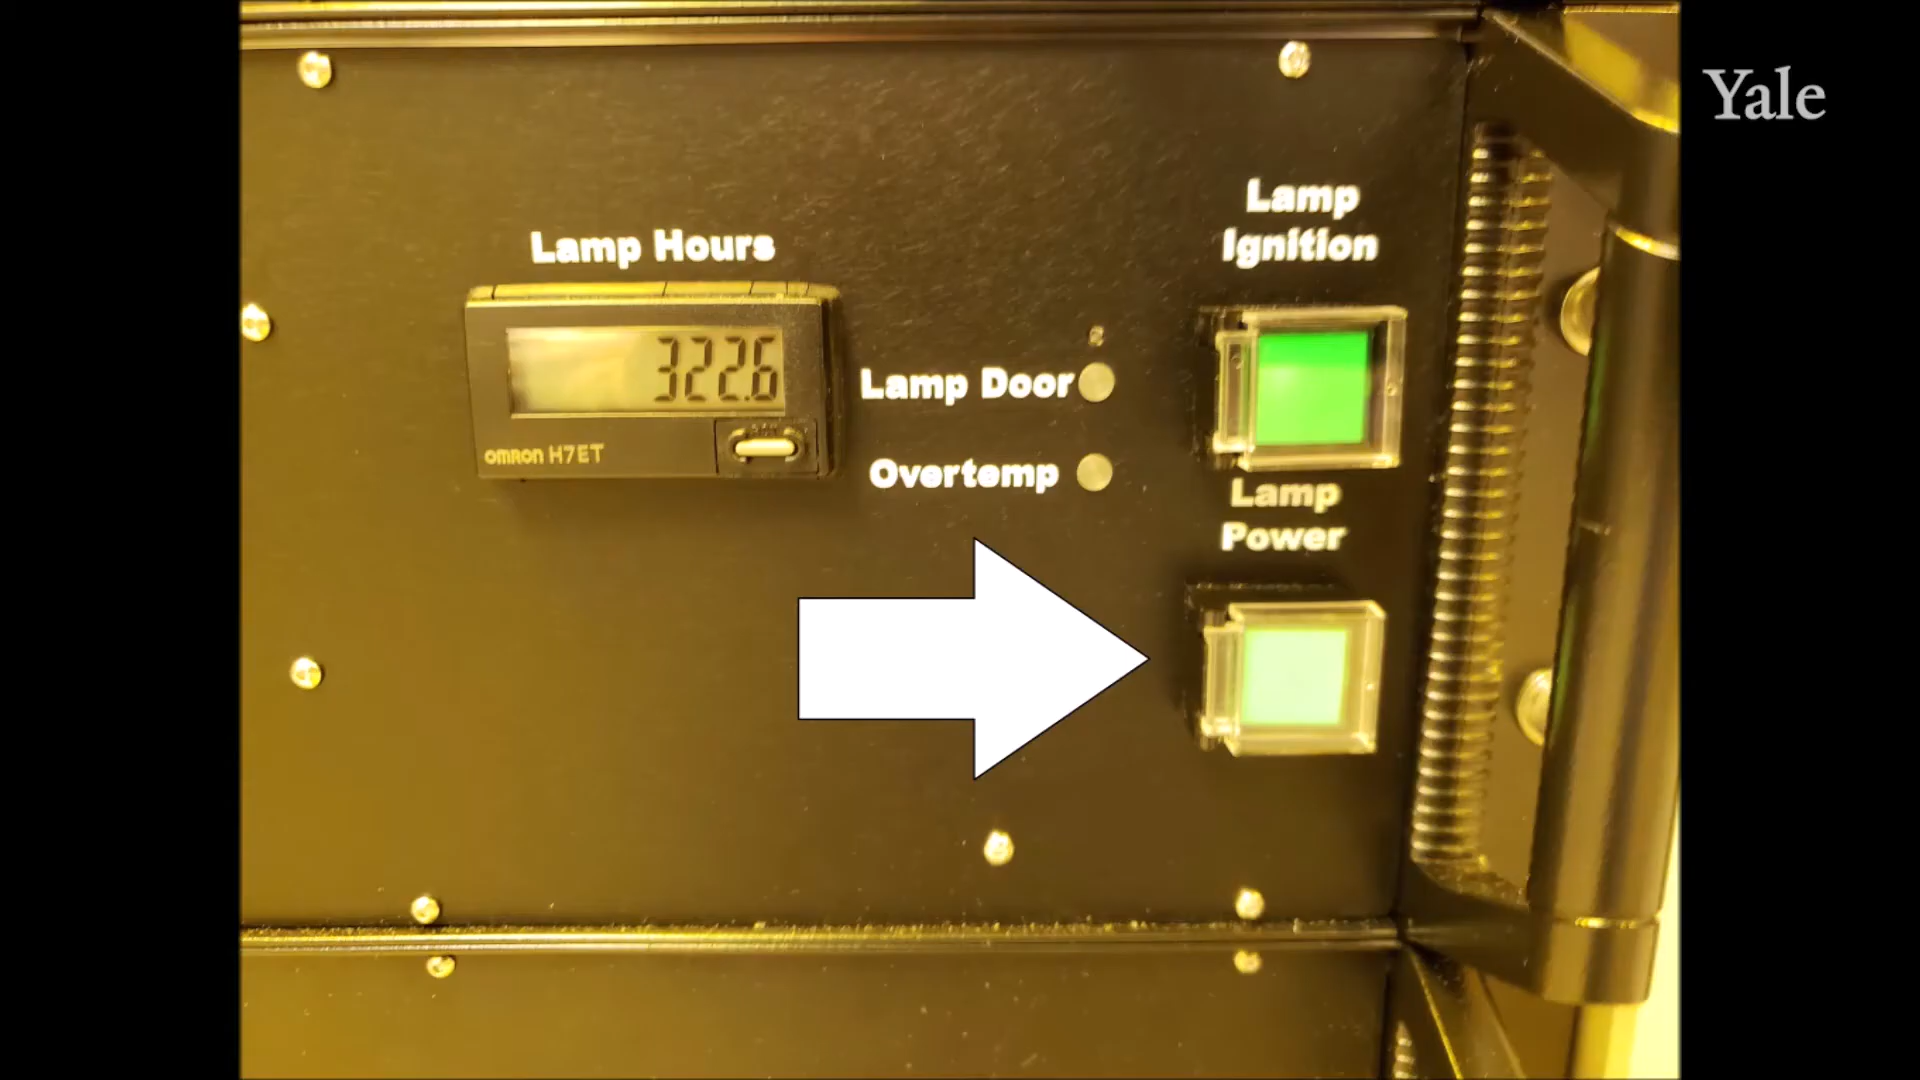 Yale
Lamp
Ignition
Lamp Hours
322.6
Lamp Door
omron H7ET
Overtemp
Lamp
Power